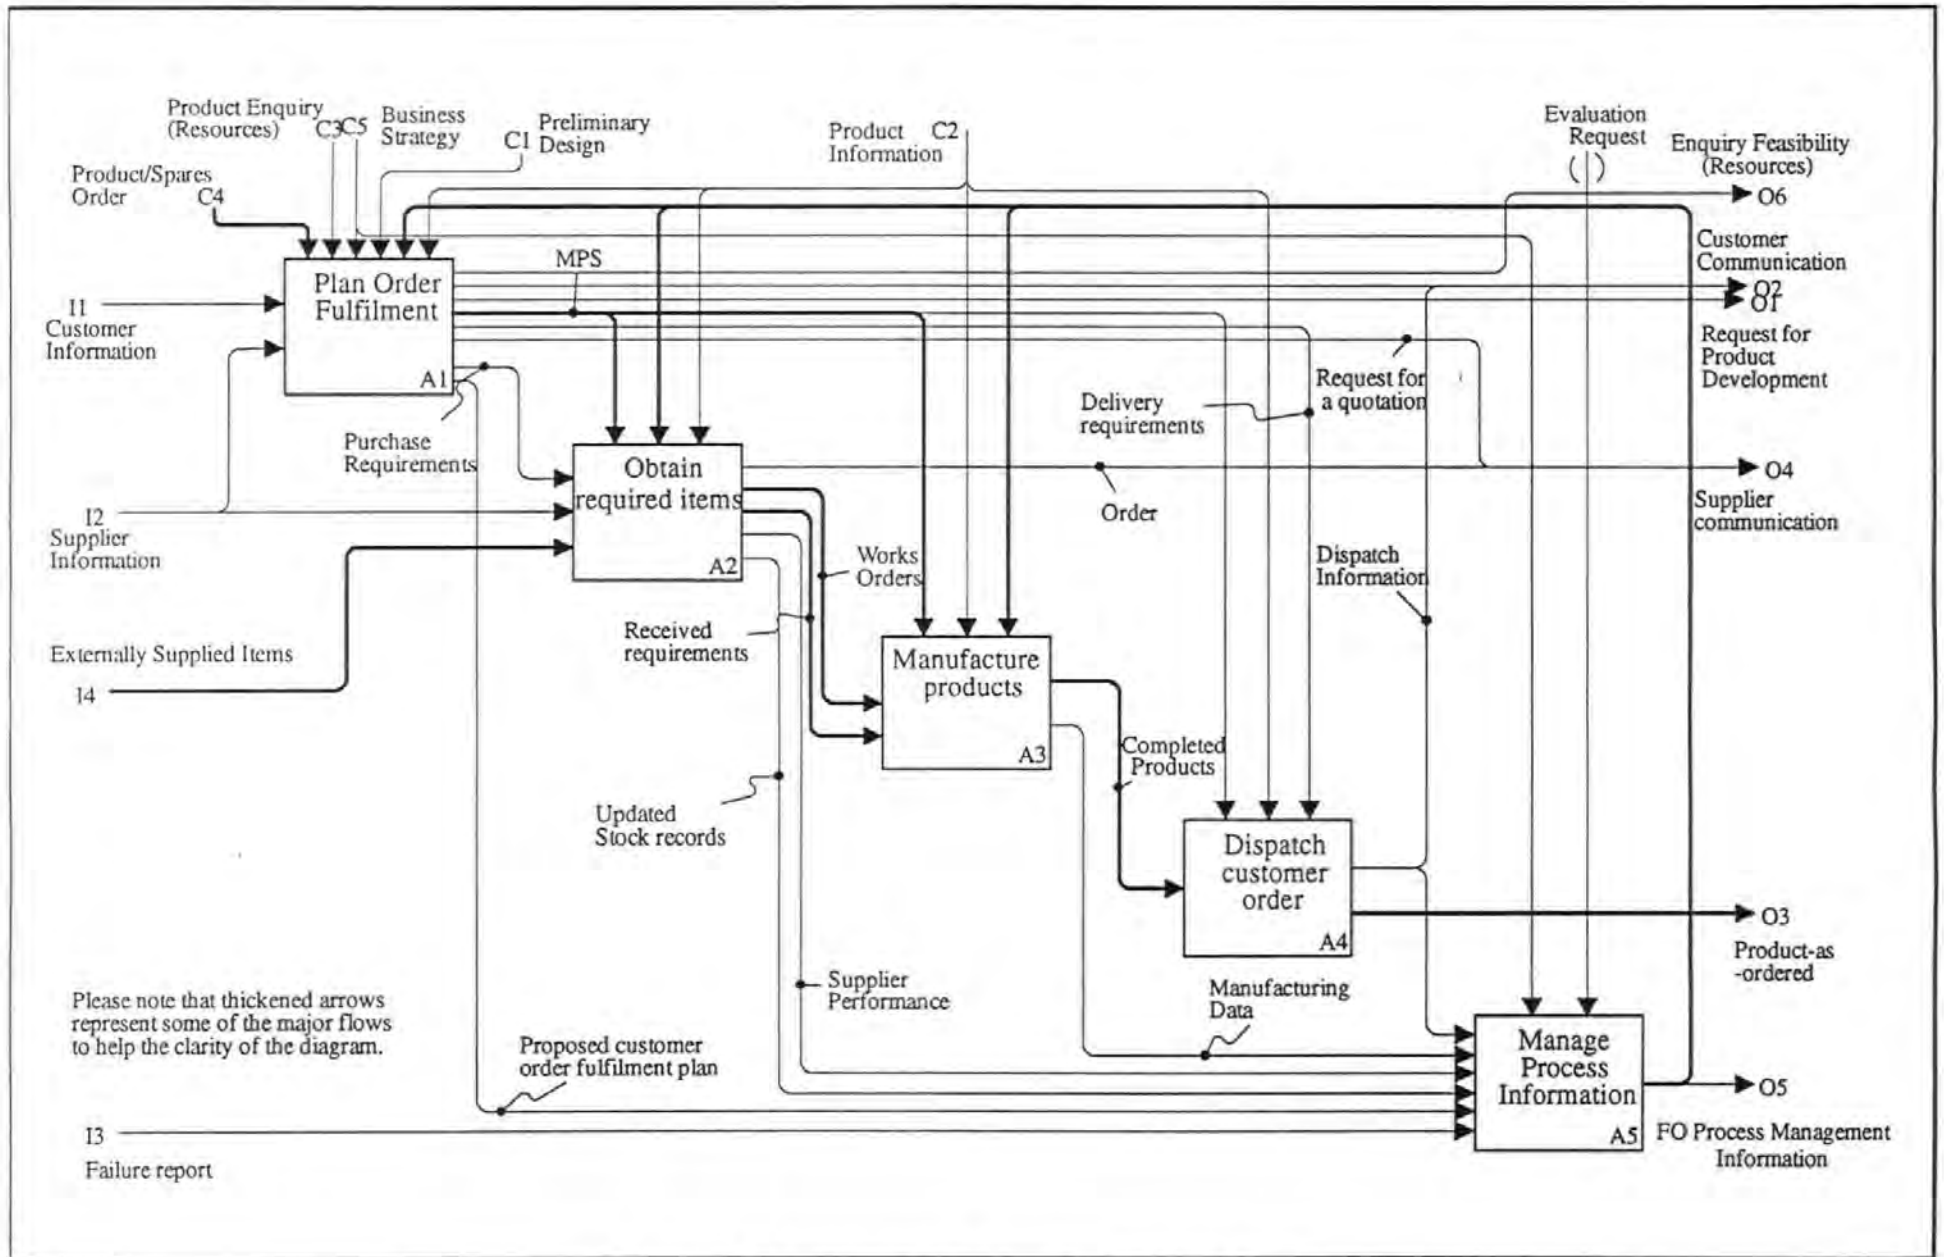 Product Enquiry
(Resources)
C3
C5
Business
Strategy
C1
Preliminary
Design
Product
Information
C2
Evaluation
Request
( )
Enquiry Feasibility
(Resources)
O6
Product/Spares
Order
C4
Customer
Communication
O2
O1
Request for
Product
Development
MPS
Plan Order
Fulfilment
A1
I1
Customer
Information
Request for
a quotation
Delivery
requirements
Purchase
Requirements
Obtain
required items
A2
O4
Supplier
communication
Order
I2
Supplier
Information
Works
Orders
Dispatch
Information
Received
requirements
Externally Supplied Items
I4
Manufacture
products
A3
Completed
Products
Updated
Stock records
Dispatch
customer
order
A4
O3
Product-as
-ordered
Supplier
Performance
Manufacturing
Data
Please note that thickened arrows
represent some of the major flows
to help the clarity of the diagram.
Proposed customer
order fulfilment plan
Manage
Process
Information
A5
O5
FO Process Management
Information
I3
Failure report